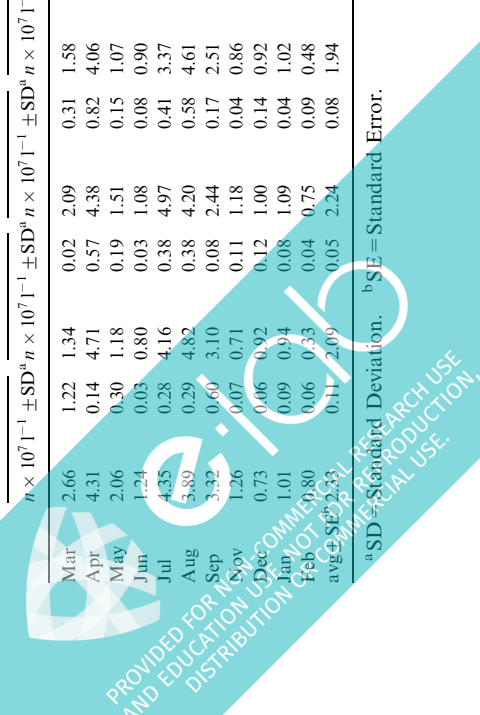 n × 10⁷ l⁻¹ ±SDᵃ n × 10⁷ l⁻¹ ±SDᵃ n × 10⁷ l⁻¹ ±SDᵃ n × 10⁷ l⁻
Mar 2.66 1.22 1.34 0.02 2.09 0.31 1.58
Apr 4.31 0.14 4.71 0.57 4.38 0.82 4.06
May 2.06 0.30 1.18 0.19 1.51 0.15 1.07
Jun 1.24 0.03 0.80 0.03 1.08 0.08 0.90
Jul 4.35 0.28 4.16 0.38 4.97 0.41 3.37
Aug 3.89 0.29 4.82 0.38 4.20 0.58 4.61
Sep 3.32 0.60 3.10 0.08 2.44 0.17 2.51
Nov 1.26 0.07 0.71 0.11 1.18 0.04 0.86
Dec 0.73 0.06 0.92 0.12 1.00 0.14 0.92
Jan 1.01 0.09 0.94 0.08 1.09 0.04 1.02
Feb 0.80 0.06 0.33 0.04 0.75 0.09 0.48
avg±SEᵇ 2.33 0.11 2.09 0.05 2.24 0.08 1.94
ᵃ SD = Standard Deviation. ᵇ SE = Standard Error.
e.lab
PROVIDED FOR NON-COMMERCIAL RESEARCH USE
AND EDUCATION USE. NOT FOR REPRODUCTION,
DISTRIBUTION OR COMMERCIAL USE.